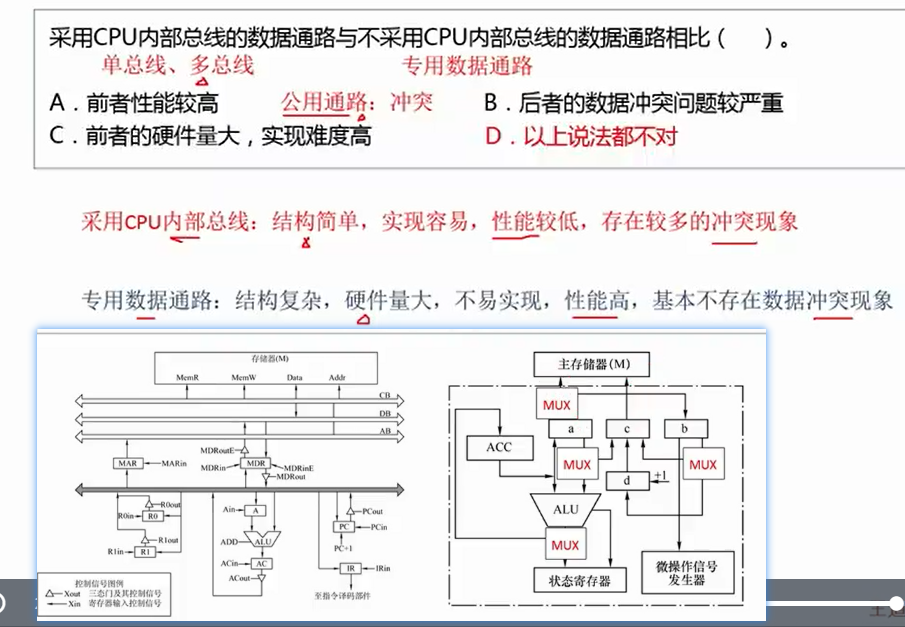 采用CPU内部总线的数据通路与不采用CPU内部总线的数据通路相比（ ）。
单总线、多总线 专用数据通路
A．前者性能较高 公用通路：冲突 B．后者的数据冲突问题较严重
C．前者的硬件量大，实现难度高 D．以上说法都不对
采用CPU内部总线：结构简单，实现容易，性能较低，存在较多的冲突现象
专用数据通路：结构复杂，硬件量大，不易实现，性能高，基本不存在数据冲突现象
存储器(M)
MemR MemW Data Addr
CB
DB
AB
MDRoutE
MAR MARin MDRin MDR MDRinE
MDRout
R0out
R0in R0
R1out
R1in R1
Ain A
ADD ALU
ACin AC
ACout
PCout
PC PCin
PC+1
IR IRin
至指令译码部件
控制信号图例
Xout 三态门及其控制信号
Xin 寄存器输入控制信号
主存储器(M)
MUX
a c b
ACC
MUX MUX
d +1
ALU
MUX
状态寄存器
微操作信号
发生器